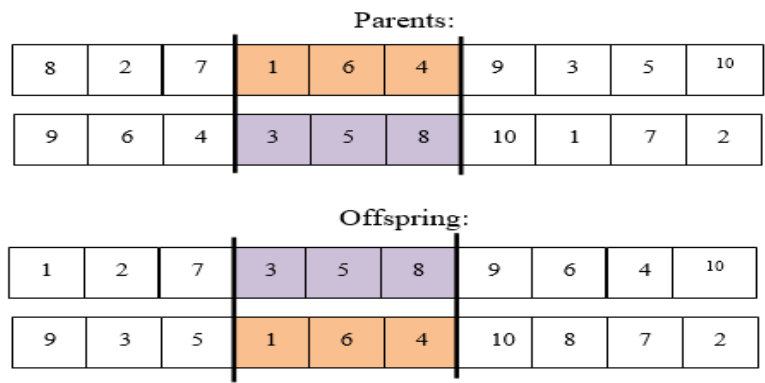 Parents:
8 2 7 1 6 4 9 3 5 10
9 6 4 3 5 8 10 1 7 2
Offspring:
1 2 7 3 5 8 9 6 4 10
9 3 5 1 6 4 10 8 7 2